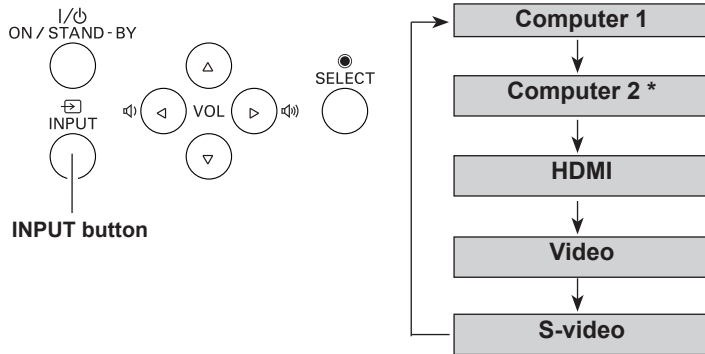 I/⏻
ON / STAND-BY
SELECT
INPUT
VOL
INPUT button
Computer 1
Computer 2 *
HDMI
Video
S-video